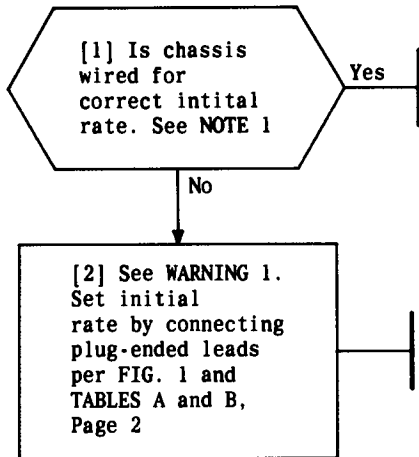 [1] Is chassis
wired for
correct intital
rate. See NOTE 1
Yes
No
[2] See WARNING 1.
Set initial
rate by connecting
plug-ended leads
per FIG. 1 and
TABLES A and B,
Page 2